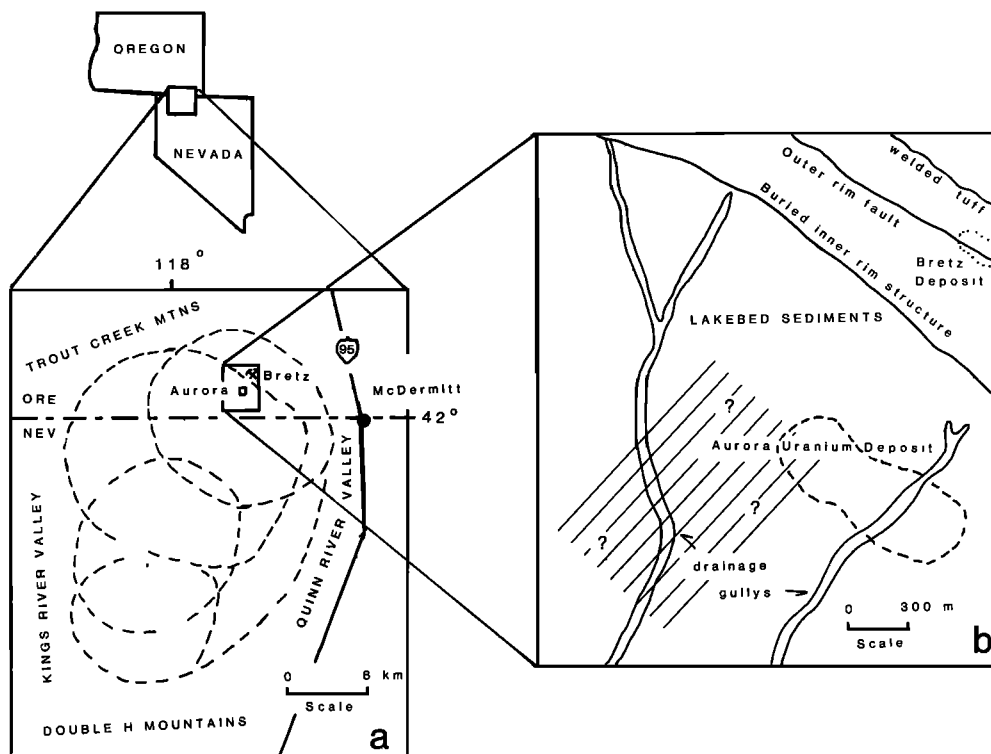 OREGON
NEVADA
118°
TROUT CREEK MTNS
95
Bretz
Aurora
McDermitt
ORE
42°
NEV
KINGS RIVER VALLEY
QUINN RIVER
VALLEY
0 8 km
Scale
DOUBLE H MOUNTAINS
a
welded tuff
Outer rim fault
Buried inner rim structure
Bretz
Deposit
LAKEBED SEDIMENTS
?
Aurora Uranium Deposit
?
?
drainage
gullys
0 300 m
Scale
b